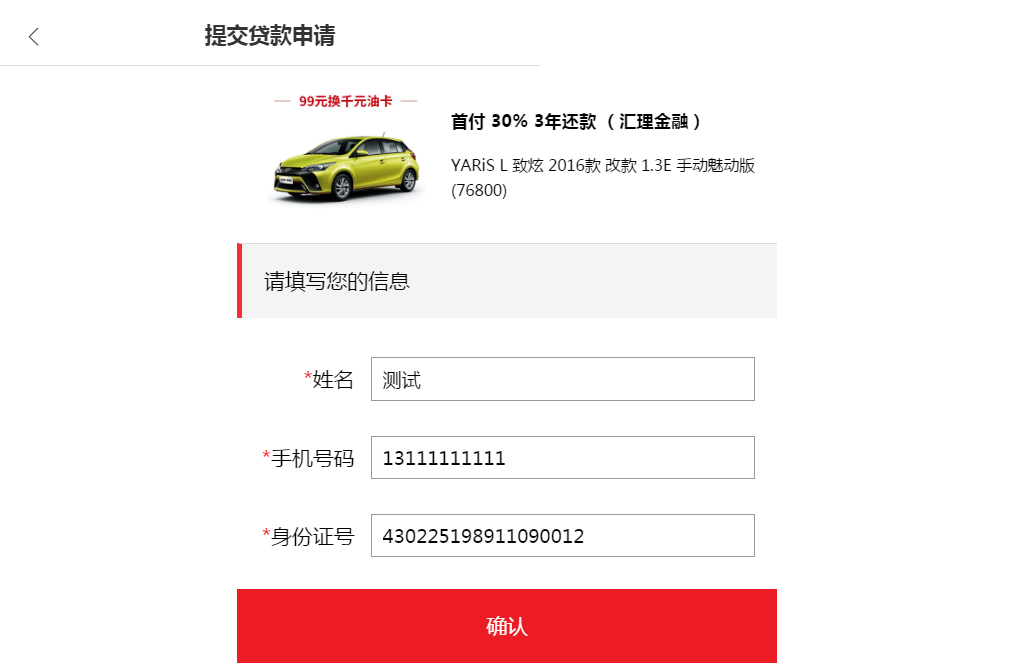 提交贷款申请
99元换千元油卡
首付 30% 3年还款 （ 汇理金融 ）
YARiS L 致炫 2016款 改款 1.3E 手动魅动版
(76800)
请填写您的信息
*姓名 测试
*手机号码 13111111111
*身份证号 430225198911090012
确认